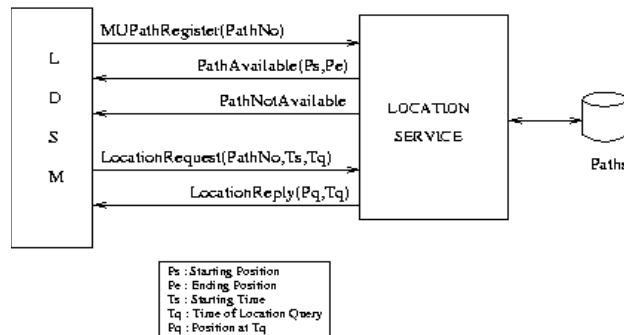 L
D
S
M
MUPathRegister(PathNo)
PathAvailable(Ps,Pe)
PathNotAvailable
LocationRequest(PathNo,Ts,Tq)
LocationReply(Pq,Tq)
LOCATION
SERVICE
Paths
Ps : Starting Position
Pe : Ending Position
Ts : Starting Time
Tq : Time of Location Query
Pq : Position at Tq